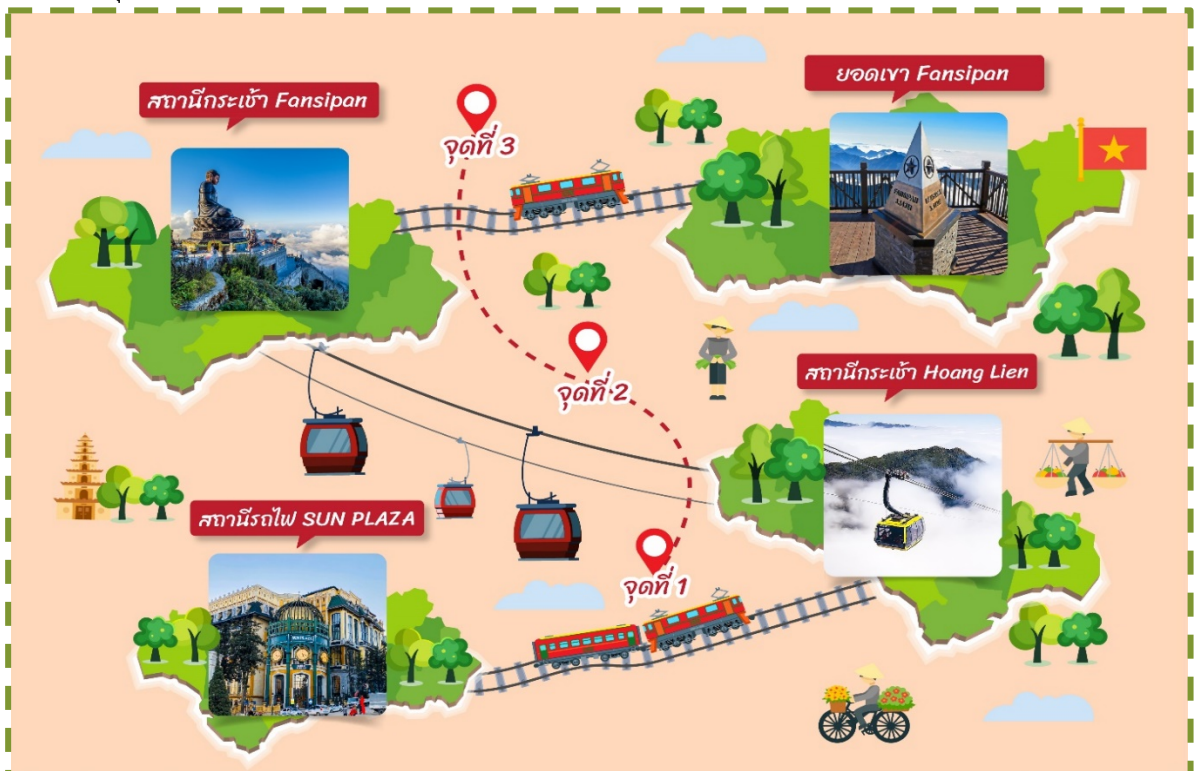 สถานีกระเช้า Fansipan
ยอดเขา Fansipan
จุดที่ 3
จุดที่ 2
สถานีกระเช้า Hoang Lien
สถานีรถไฟ SUN PLAZA
จุดที่ 1